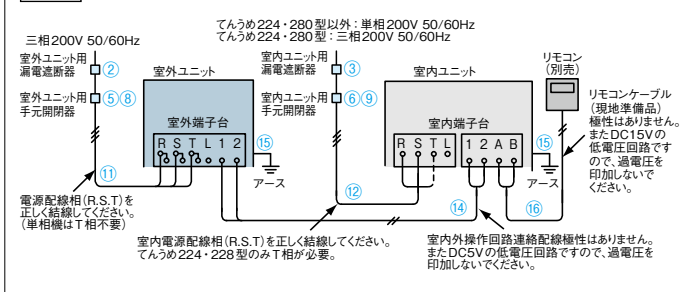 てんうめ224・280型以外：単相200V 50/60Hz
てんうめ224・280型：三相200V 50/60Hz
三相200V 50/60Hz
室外ユニット用
漏電遮断器
②
室外ユニット用
手元開閉器
⑤⑧
室外ユニット
室外端子台
R S T L 1 2
⑮
アース
⑪
電源配線相（R.S.T）を
正しく結線してください。
（単相機はT相不要）
室内ユニット用
漏電遮断器
③
室内ユニット用
手元開閉器
⑥⑨
室内ユニット
室内端子台
R S T L 1 2 A B
⑮
アース
⑫
⑭
⑯
室内電源配線相（R.S.T）を正しく結線してください。
てんうめ224・228型のみT相が必要。
リモコン
（別売）
リモコンケーブル
（現地準備品）
極性はありません。
またDC15Vの
低電圧回路です
ので、過電圧を
印加しないで
ください。
室内外操作回路連絡配線極性はありません。
またDC5Vの低電圧回路ですので、過電圧を
印加しないでください。